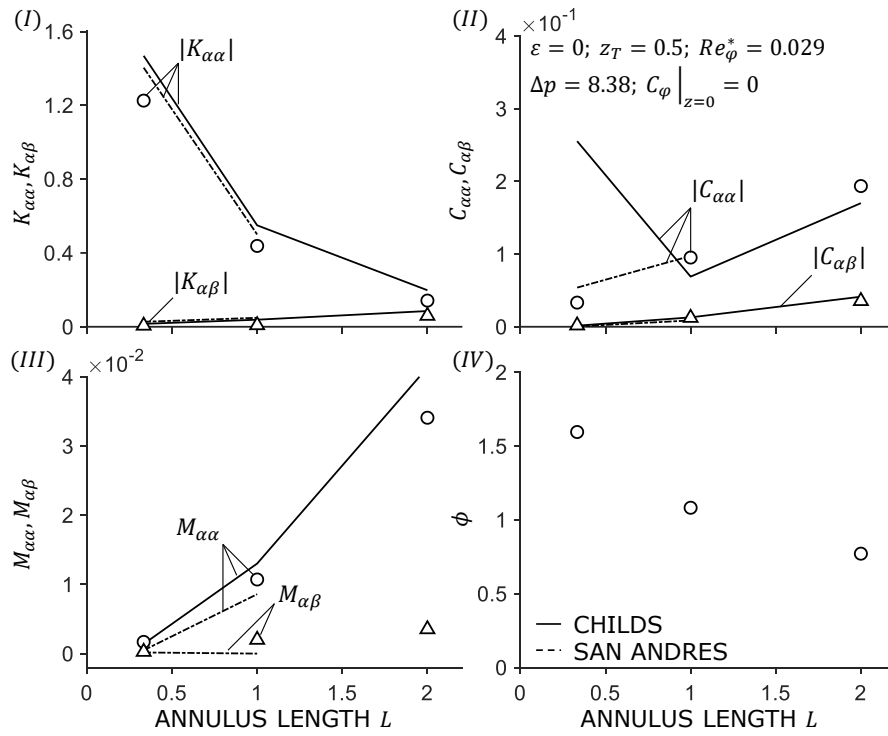 (I)
1.6
1.2
0.8
0.4
0
K_αα, K_αβ
|K_αα|
|K_αβ|
(II)
×10⁻¹
4
3
2
1
0
C_αα, C_αβ
ε = 0; z_T = 0.5; Re*_φ = 0.029
Δp = 8.38; C_φ|_z=0 = 0
|C_αα|
|C_αβ|
(III)
×10⁻²
4
2
0
M_αα, M_αβ
M_αα
M_αβ
0 0.5 1 1.5 2
ANNULUS LENGTH L
(IV)
2
1.5
1
0.5
0
ϕ
CHILDS
SAN ANDRES
0 0.5 1 1.5 2
ANNULUS LENGTH L